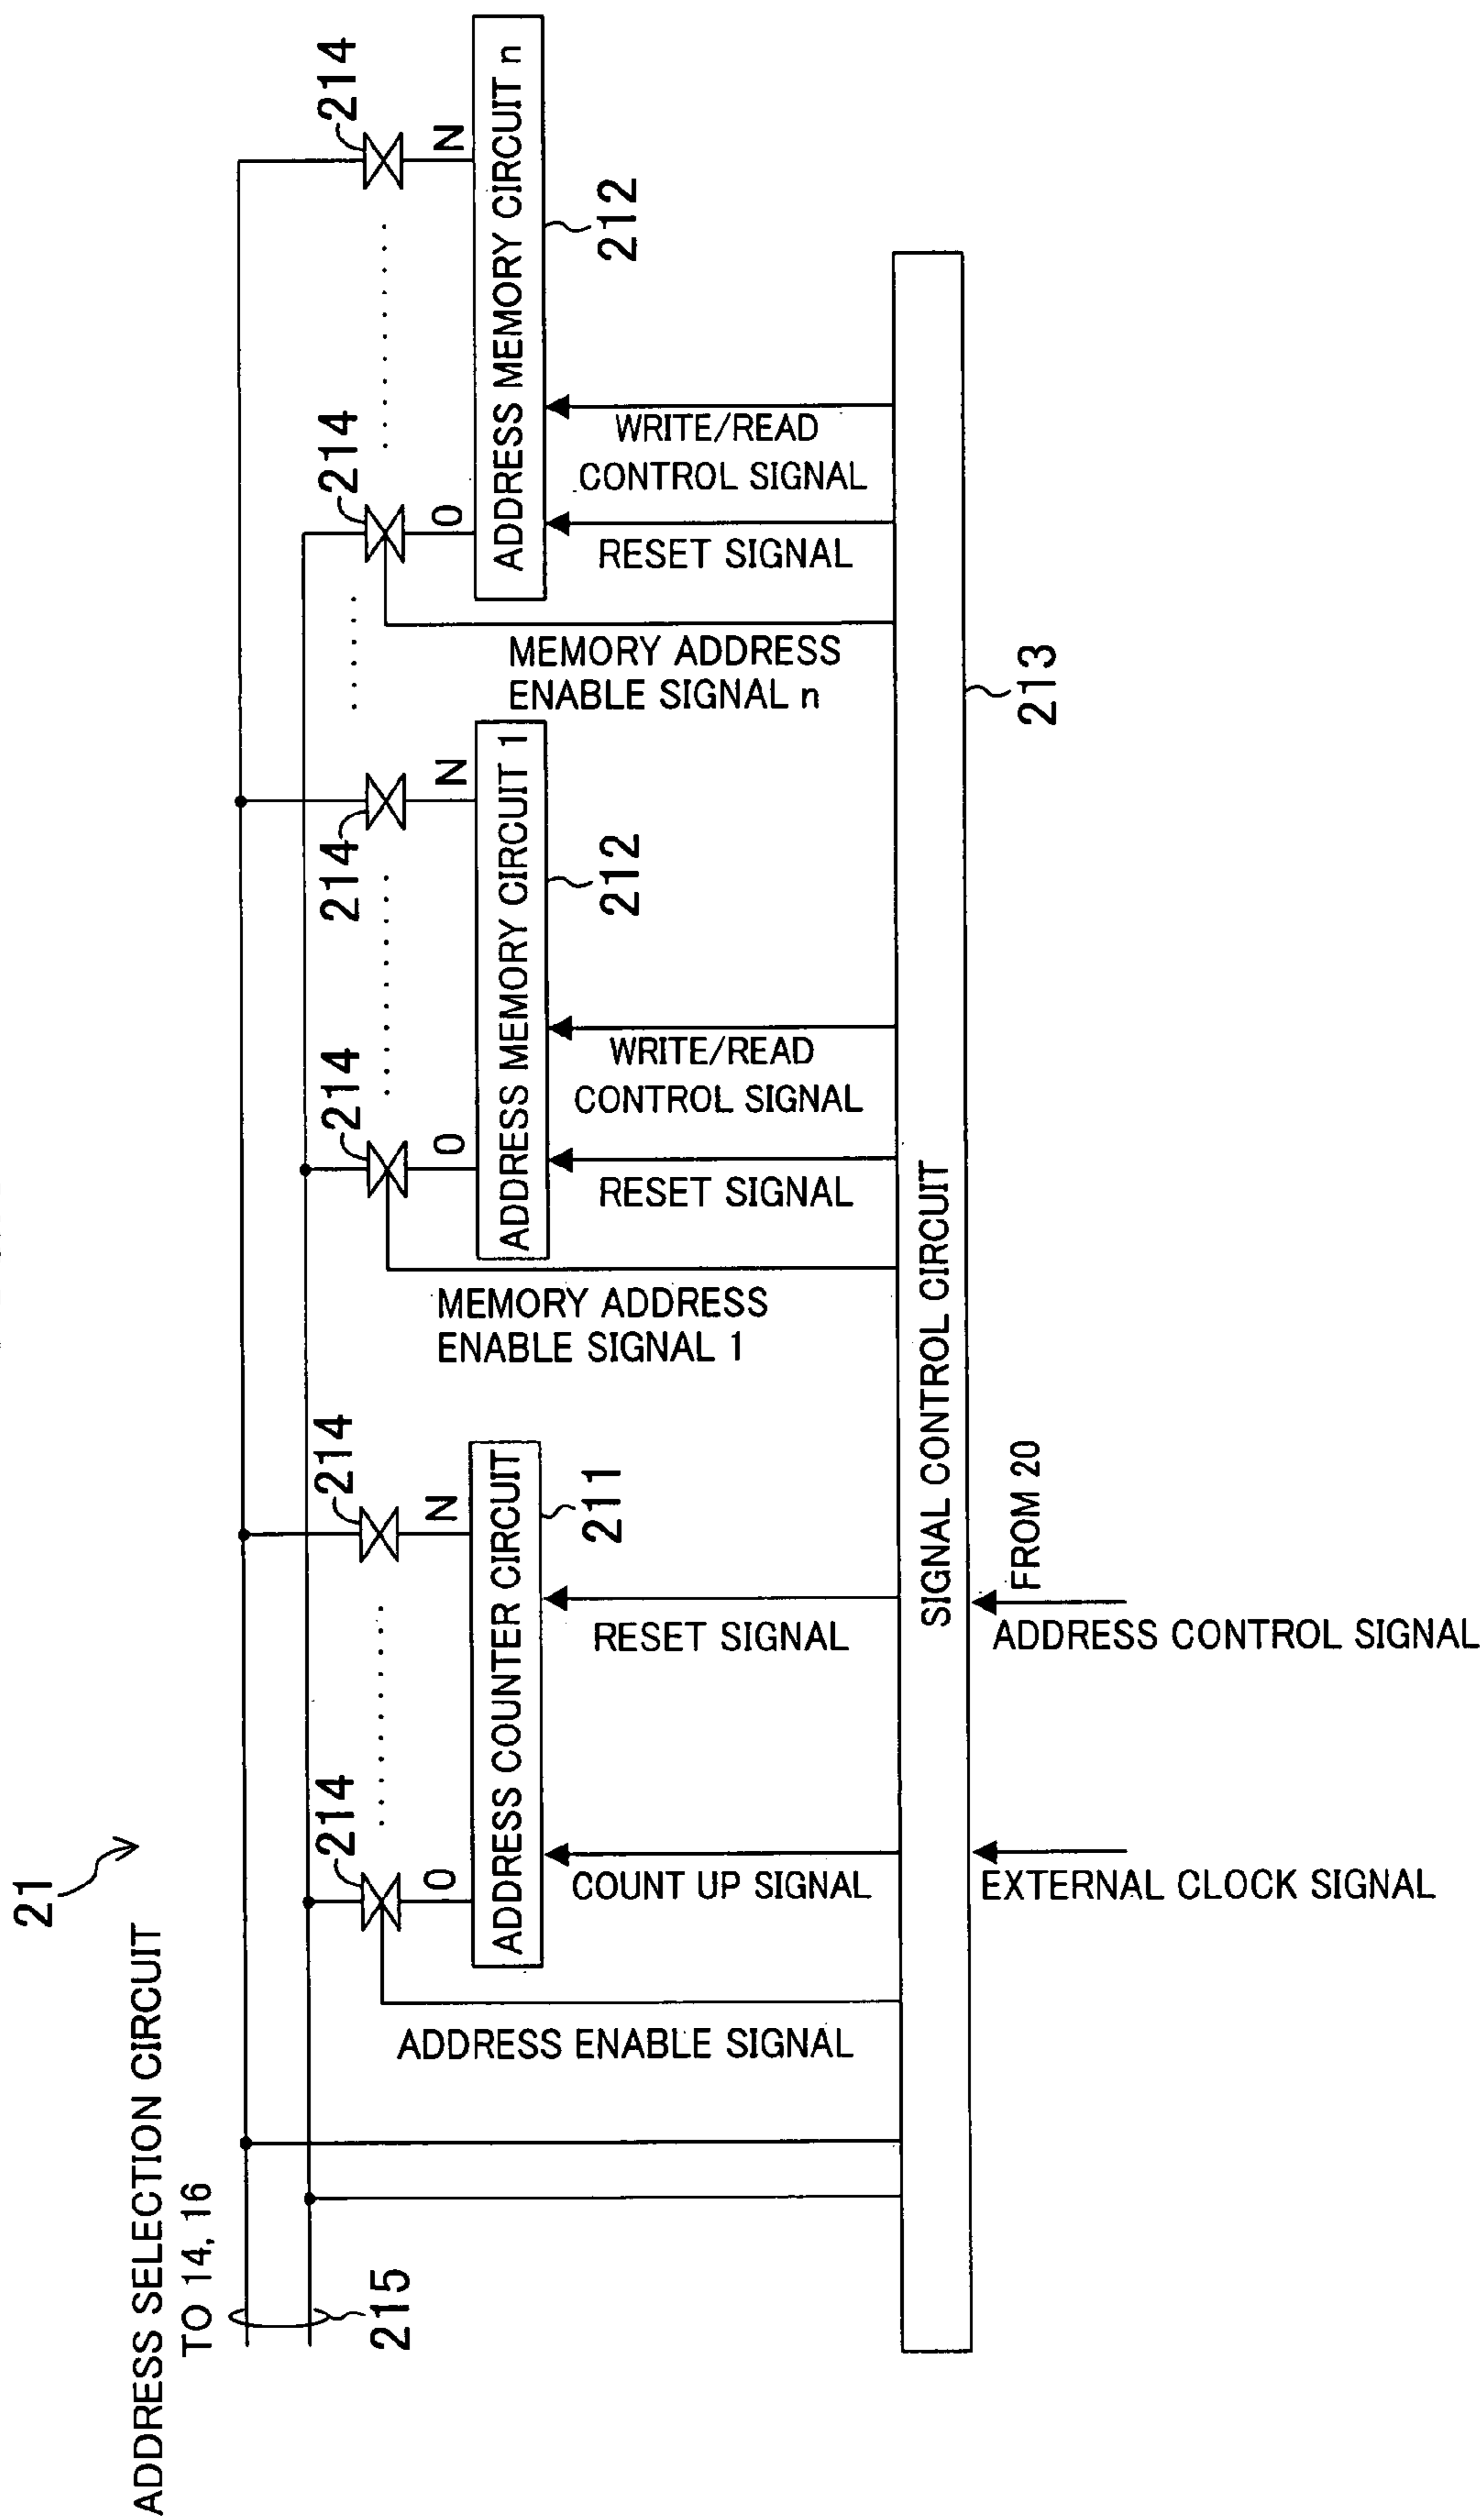 21
ADDRESS SELECTION CIRCUIT
TO 14, 16
215
214
214
214
214
214
214
0
N
0
N
0
N
ADDRESS COUNTER CIRCUIT
211
ADDRESS MEMORY CIRCUIT 1
212
ADDRESS MEMORY CIRCUIT n
212
ADDRESS ENABLE SIGNAL
COUNT UP SIGNAL
RESET SIGNAL
MEMORY ADDRESS
ENABLE SIGNAL 1
RESET SIGNAL
WRITE/READ
CONTROL SIGNAL
MEMORY ADDRESS
ENABLE SIGNAL n
RESET SIGNAL
WRITE/READ
CONTROL SIGNAL
SIGNAL CONTROL CIRCUIT
213
EXTERNAL CLOCK SIGNAL
FROM 20
ADDRESS CONTROL SIGNAL